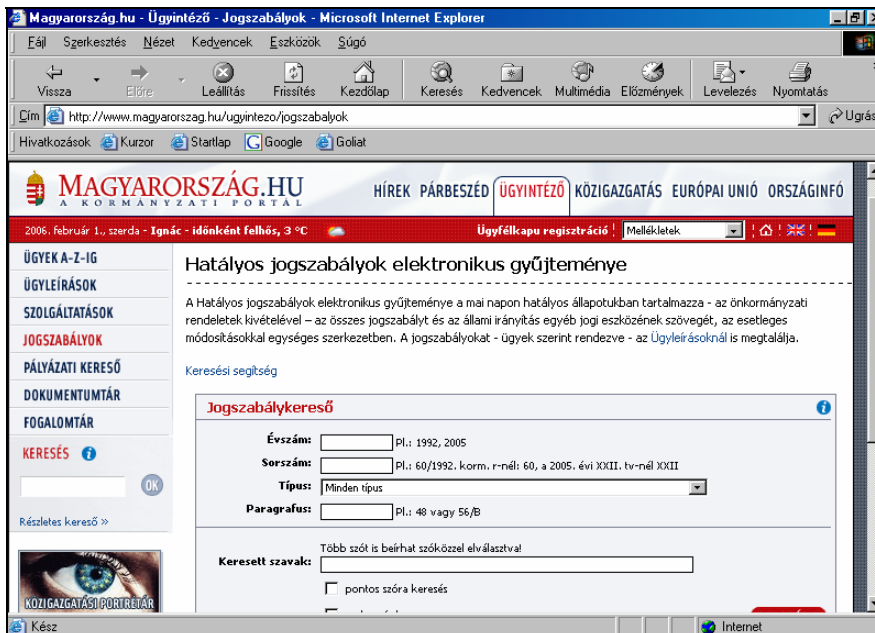 Magyarország.hu - Ügyintéző - Jogszabályok - Microsoft Internet Explorer
Fájl Szerkesztés Nézet Kedvencek Eszközök Súgó
Vissza Előre Leállítás Frissítés Kezdőlap Keresés Kedvencek Multimédia Előzmények Levelezés Nyomtatás
Cím http://www.magyarorszag.hu/ugyintezo/jogszabalyok Ugrás
Hivatkozások Kurzor Startlap Google Goliat
MAGYARORSZÁG.HU
A KORMÁNYZATI PORTÁL
HÍREK PÁRBESZÉD ÜGYINTÉZŐ KÖZIGAZGATÁS EURÓPAI UNIÓ ORSZÁGINFÓ
2006. február 1., szerda - Ignác - időnként felhős, 3 °C Ügyfélkapu regisztráció Mellékletek
ÜGYEK A-Z-IG
ÜGYLEÍRÁSOK
SZOLGÁLTATÁSOK
JOGSZABÁLYOK
PÁLYÁZATI KERESŐ
DOKUMENTUMTÁR
FOGALOMTÁR
KERESÉS
OK
Részletes kereső »
KÖZIGAZGATÁSI PORTRÉTÁR
Hatályos jogszabályok elektronikus gyűjteménye
A Hatályos jogszabályok elektronikus gyűjteménye a mai napon hatályos állapotukban tartalmazza - az önkormányzati
rendeletek kivételével – az összes jogszabályt és az állami irányítás egyéb jogi eszközének szövegét, az esetleges
módosításokkal egységes szerkezetben. A jogszabályokat - ügyek szerint rendezve - az Ügyleírásoknál is megtalálja.
Keresési segítség
Jogszabálykereső
Évszám: Pl.: 1992, 2005
Sorszám: Pl.: 60/1992. korm. r-nél: 60, a 2005. évi XXII. tv-nél XXII
Típus: Minden típus
Paragrafus: Pl.: 48 vagy 56/B
Több szót is beírhat szóközzel elválasztva!
Keresett szavak:
pontos szóra keresés
Kész Internet